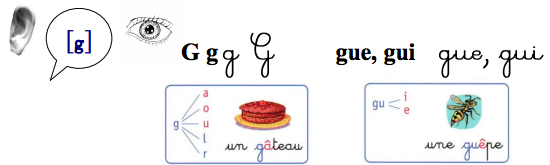 [g]
G g g G gue, gui gue, gui
g a o u l r
un gâteau
gu i e
une guêpe